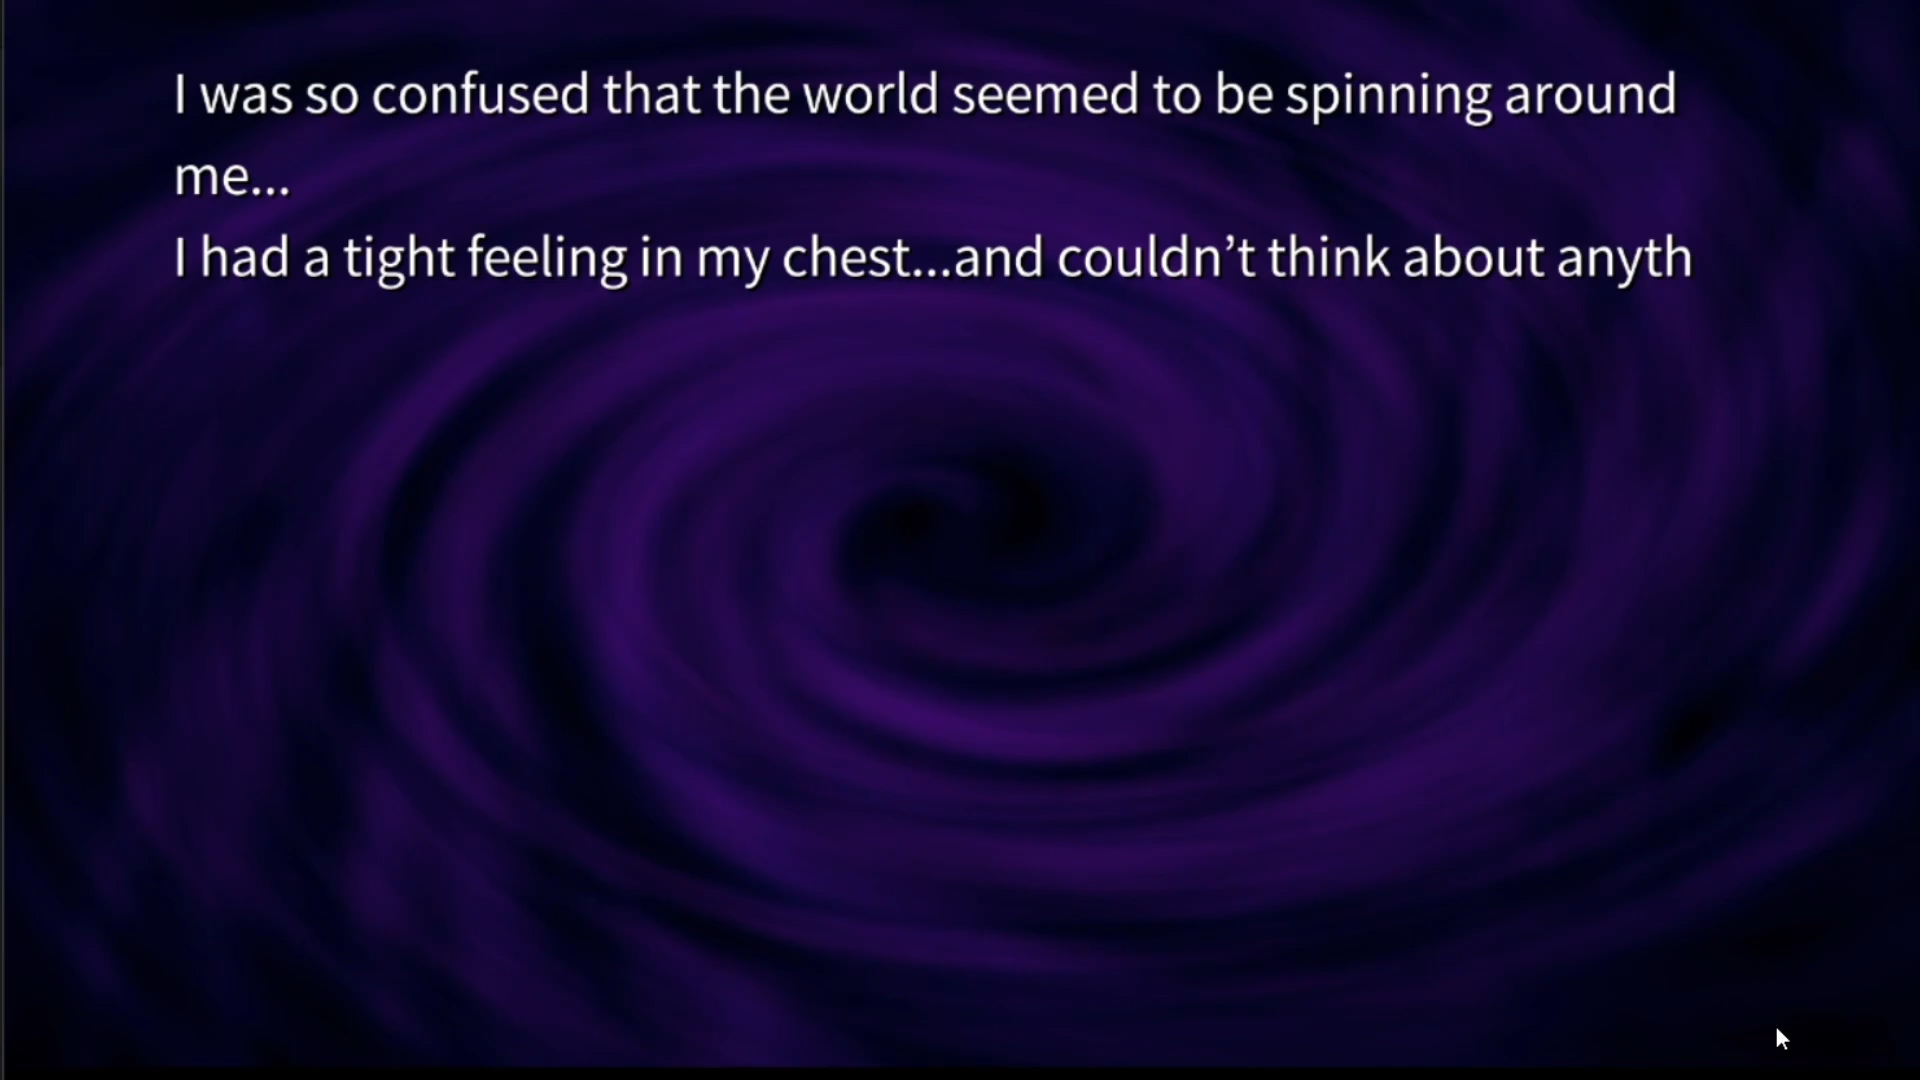 I was so confused that the world seemed to be spinning around
me...
I had a tight feeling in my chest...and couldn’t think about anyth